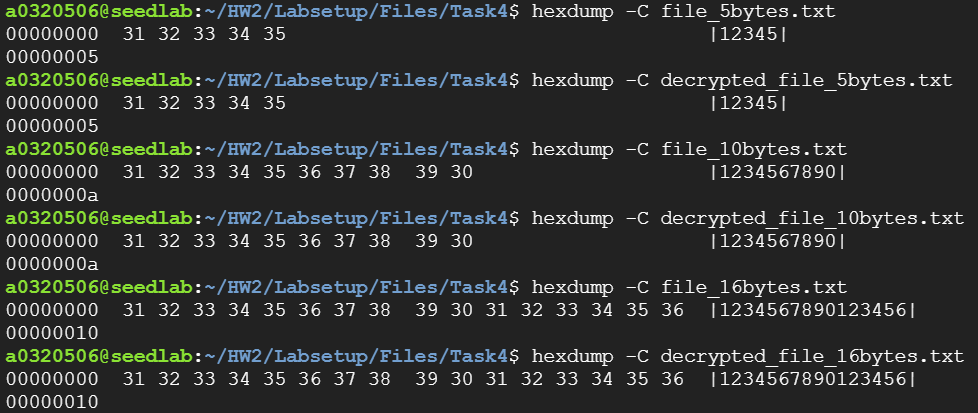 a0320506@seedlab:~/HW2/Labsetup/Files/Task4$ hexdump -C file_5bytes.txt
00000000  31 32 33 34 35                                    |12345|
00000005
a0320506@seedlab:~/HW2/Labsetup/Files/Task4$ hexdump -C decrypted_file_5bytes.txt
00000000  31 32 33 34 35                                    |12345|
00000005
a0320506@seedlab:~/HW2/Labsetup/Files/Task4$ hexdump -C file_10bytes.txt
00000000  31 32 33 34 35 36 37 38  39 30                    |1234567890|
0000000a
a0320506@seedlab:~/HW2/Labsetup/Files/Task4$ hexdump -C decrypted_file_10bytes.txt
00000000  31 32 33 34 35 36 37 38  39 30                    |1234567890|
0000000a
a0320506@seedlab:~/HW2/Labsetup/Files/Task4$ hexdump -C file_16bytes.txt
00000000  31 32 33 34 35 36 37 38  39 30 31 32 33 34 35 36  |1234567890123456|
00000010
a0320506@seedlab:~/HW2/Labsetup/Files/Task4$ hexdump -C decrypted_file_16bytes.txt
00000000  31 32 33 34 35 36 37 38  39 30 31 32 33 34 35 36  |1234567890123456|
00000010